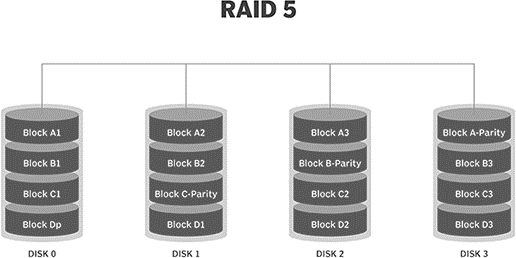 RAID 5
Block A1
Block A2
Block A3
Block A-Parity
Block B1
Block B2
Block B-Parity
Block B3
Block C1
Block C-Parity
Block C2
Block C3
Block Dp
Block D1
Block D2
Block D3
DISK 0
DISK 1
DISK 2
DISK 3